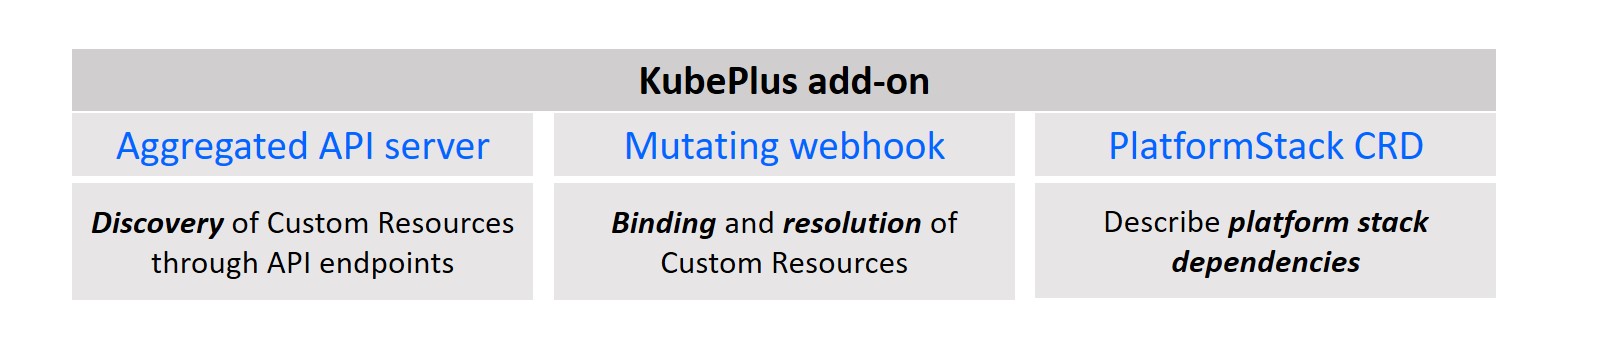 KubePlus add-on
Aggregated API server
Mutating webhook
PlatformStack CRD
Discovery of Custom Resources
through API endpoints
Binding and resolution of
Custom Resources
Describe platform stack
dependencies